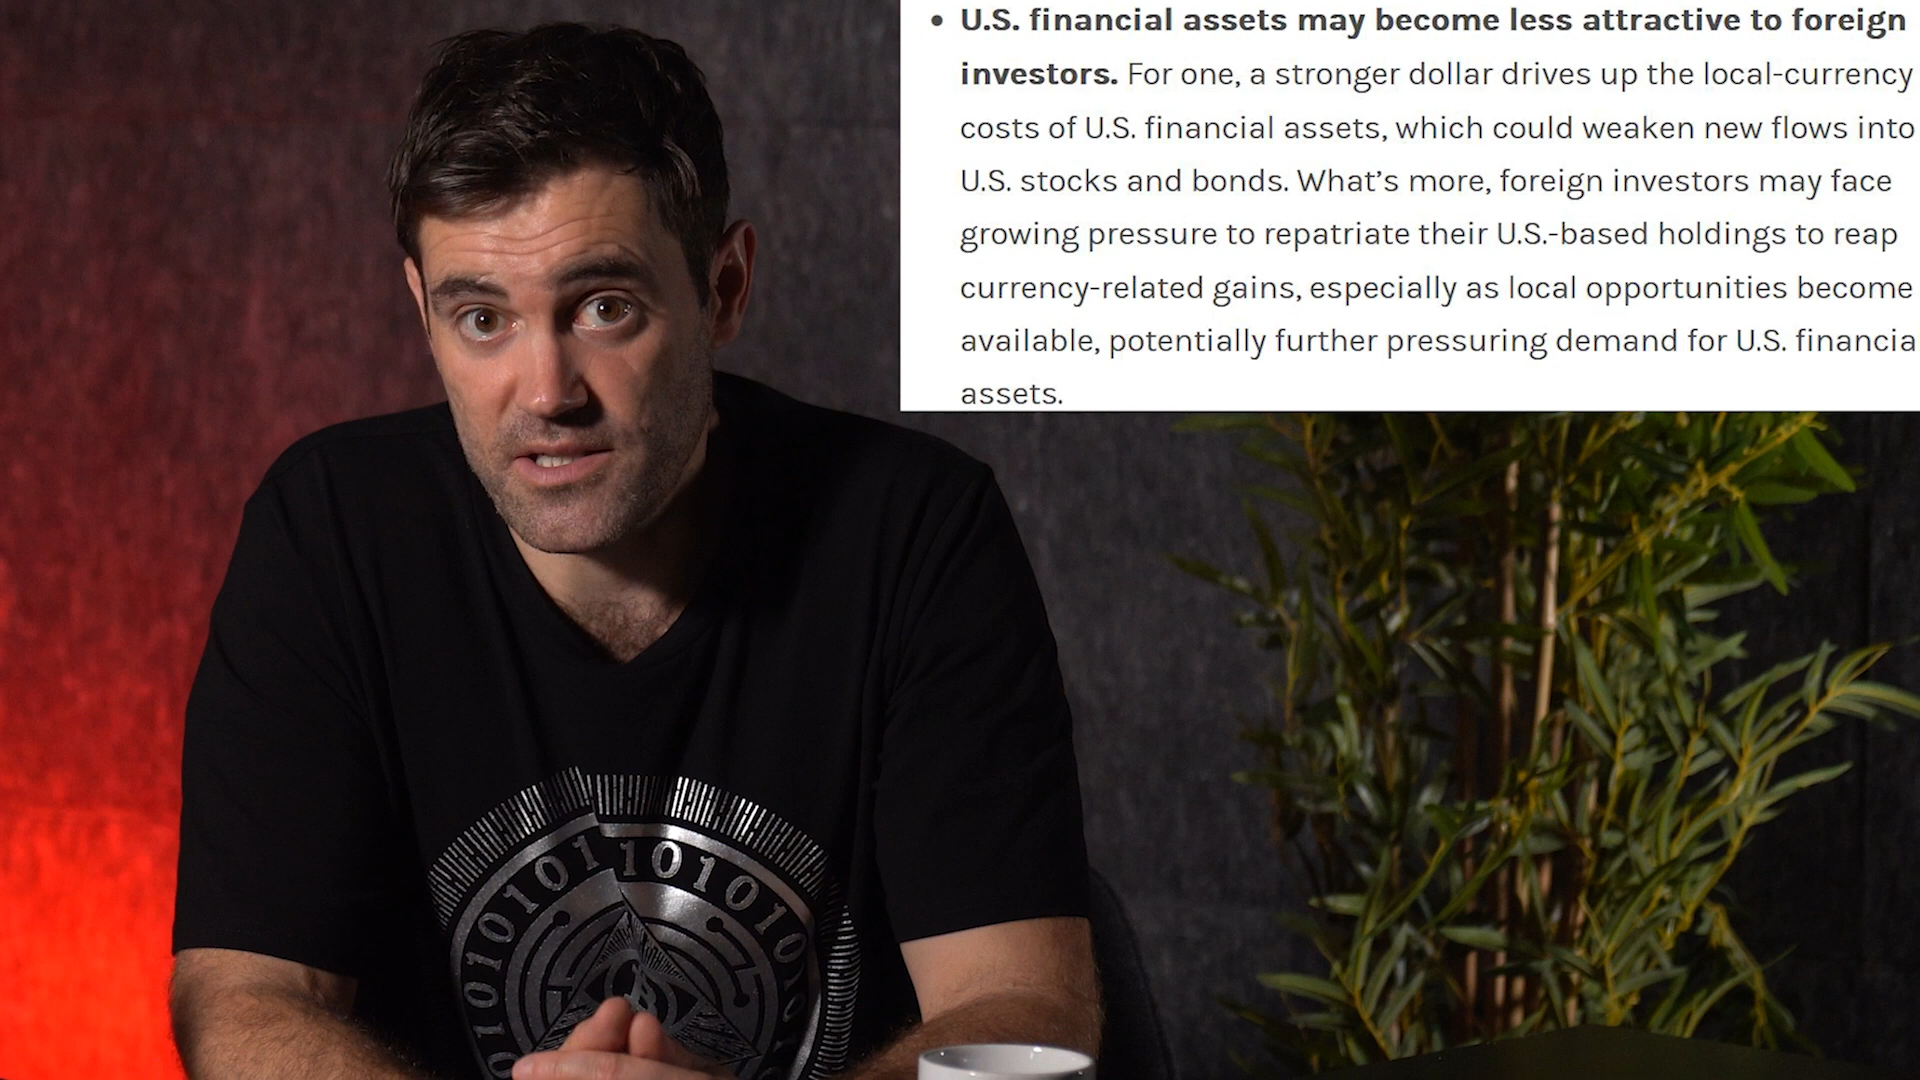 • U.S. financial assets may become less attractive to foreign
investors. For one, a stronger dollar drives up the local-currency
costs of U.S. financial assets, which could weaken new flows into
U.S. stocks and bonds. What's more, foreign investors may face
growing pressure to repatriate their U.S.-based holdings to reap
currency-related gains, especially as local opportunities become
available, potentially further pressuring demand for U.S. financia
assets.
01010101011010101010